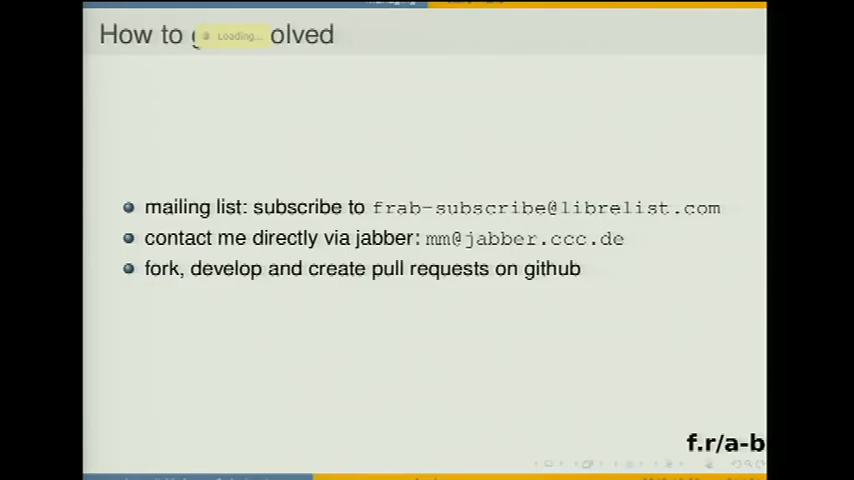 How to g Loading... olved
mailing list: subscribe to frab-subscribe@librelist.com
contact me directly via jabber: mm@jabber.ccc.de
fork, develop and create pull requests on github
f.r/a-b